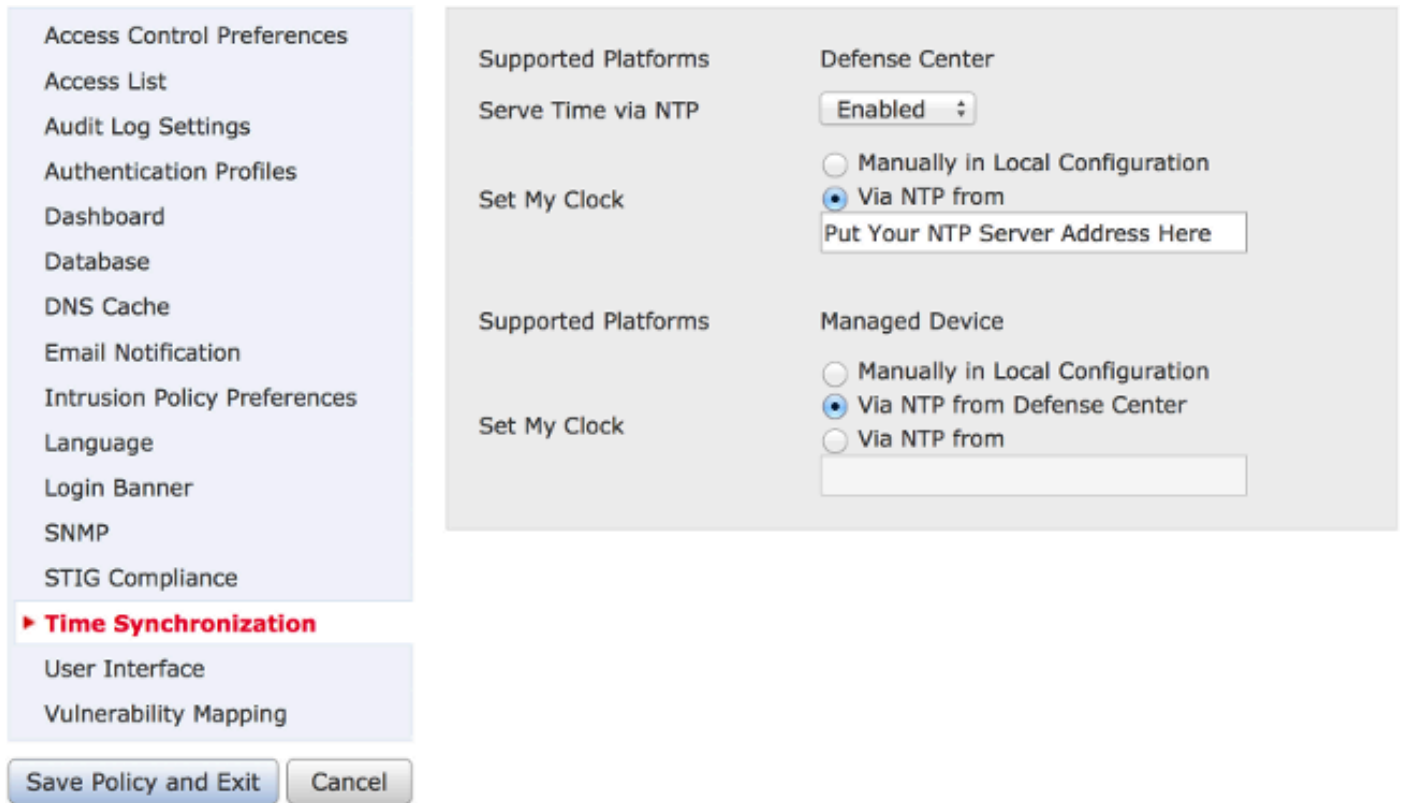 Access Control Preferences
Access List
Audit Log Settings
Authentication Profiles
Dashboard
Database
DNS Cache
Email Notification
Intrusion Policy Preferences
Language
Login Banner
SNMP
STIG Compliance
Time Synchronization
User Interface
Vulnerability Mapping
Save Policy and Exit
Cancel
Supported Platforms Defense Center
Serve Time via NTP Enabled
Set My Clock
Manually in Local Configuration
Via NTP from
Put Your NTP Server Address Here
Supported Platforms Managed Device
Set My Clock
Manually in Local Configuration
Via NTP from Defense Center
Via NTP from